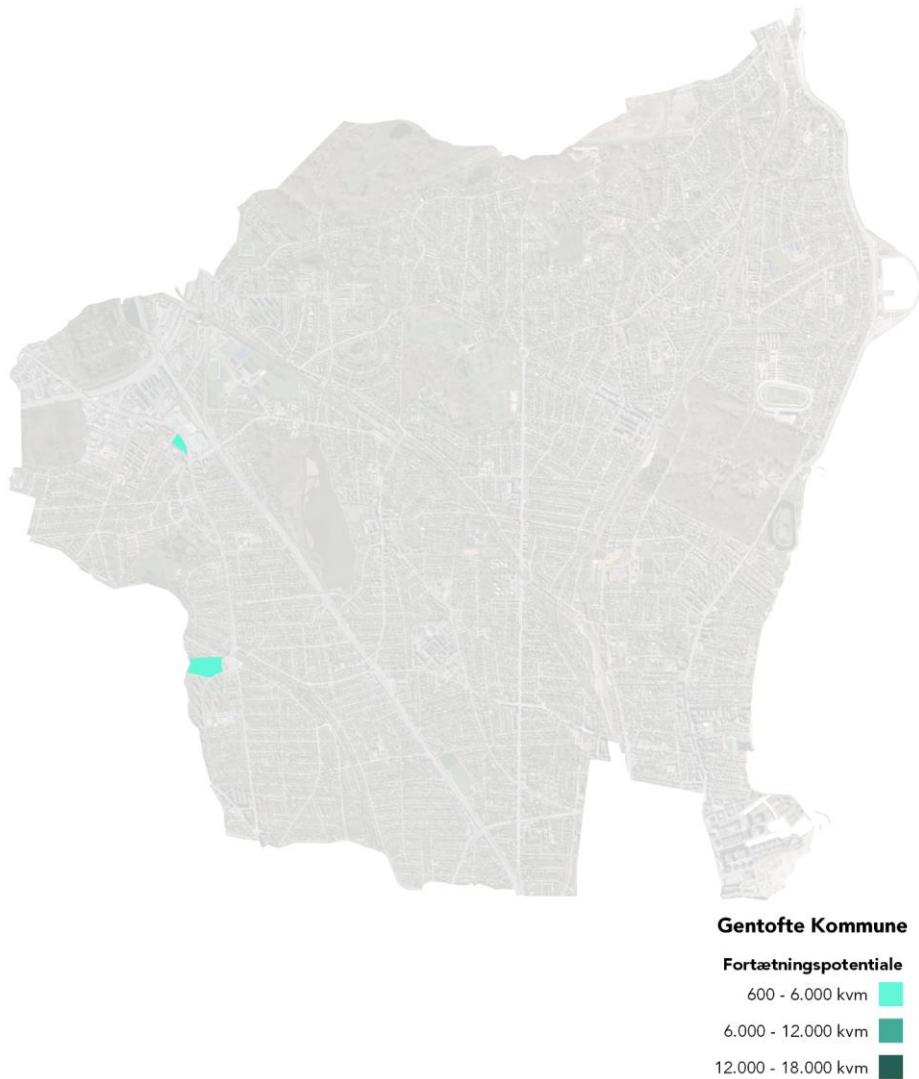 Gentofte Kommune
Fortætningspotentiale
600 - 6.000 kvm
6.000 - 12.000 kvm
12.000 - 18.000 kvm